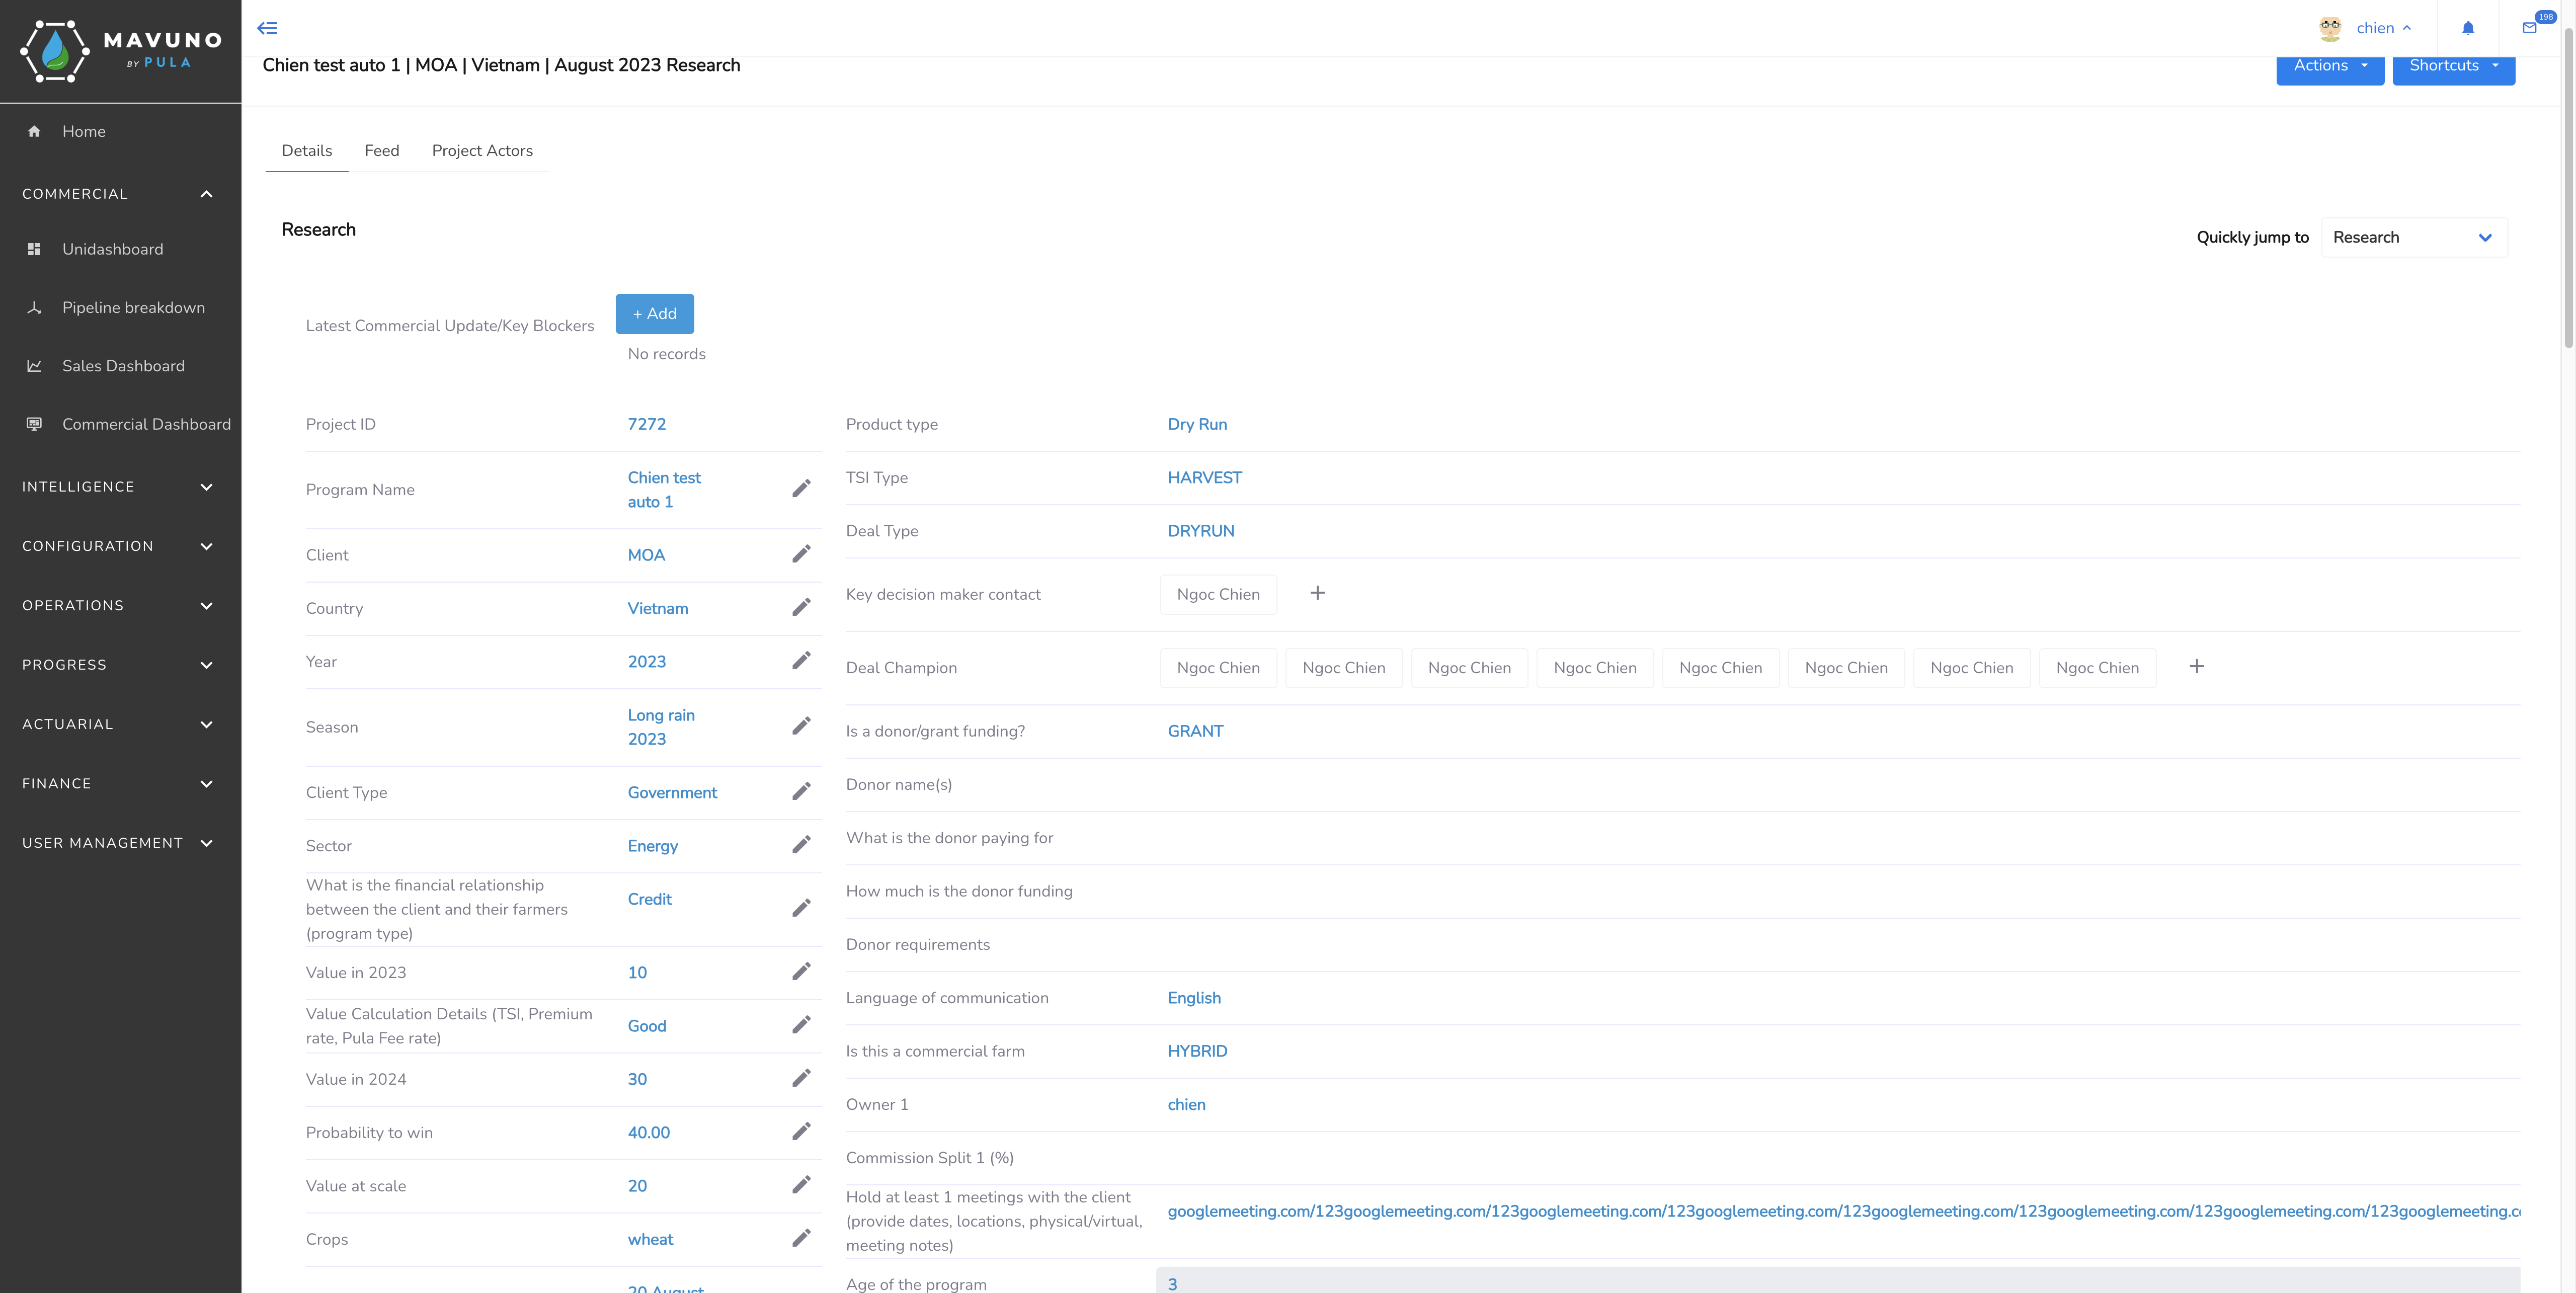 MAVUNO
BY PULA
chien
198
Chien test auto 1 | MOA | Vietnam | August 2023 Research
Actions
Shortcuts
Home
COMMERCIAL
Unidashboard
Pipeline breakdown
Sales Dashboard
Commercial Dashboard
INTELLIGENCE
CONFIGURATION
OPERATIONS
PROGRESS
ACTUARIAL
FINANCE
USER MANAGEMENT
Details
Feed
Project Actors
Research
Quickly jump to
Research
Latest Commercial Update/Key Blockers
+ Add
No records
Project ID
7272
Program Name
Chien test
auto 1
Client
MOA
Country
Vietnam
Year
2023
Season
Long rain
2023
Client Type
Government
Sector
Energy
What is the financial relationship
between the client and their farmers
(program type)
Credit
Value in 2023
10
Value Calculation Details (TSI, Premium
rate, Pula Fee rate)
Good
Value in 2024
30
Probability to win
40.00
Value at scale
20
Crops
wheat
20 August
Product type
Dry Run
TSI Type
HARVEST
Deal Type
DRYRUN
Key decision maker contact
Ngoc Chien
+
Deal Champion
Ngoc Chien
Ngoc Chien
Ngoc Chien
Ngoc Chien
Ngoc Chien
Ngoc Chien
Ngoc Chien
Ngoc Chien
+
Is a donor/grant funding?
GRANT
Donor name(s)
What is the donor paying for
How much is the donor funding
Donor requirements
Language of communication
English
Is this a commercial farm
HYBRID
Owner 1
chien
Commission Split 1 (%)
Hold at least 1 meetings with the client
(provide dates, locations, physical/virtual,
meeting notes)
googlemeeting.com/123googlemeeting.com/123googlemeeting.com/123googlemeeting.com/123googlemeeting.com/123googlemeeting.com/123googlemeeting.com/123googlemeeting.c
Age of the program
3